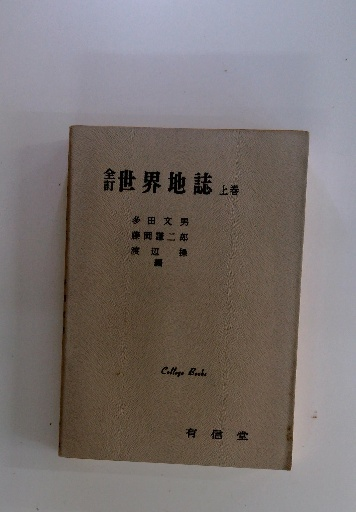 全訂世界地誌上巻
多田文男
藤岡謙二郎
渡辺操
編
College Books
有信堂